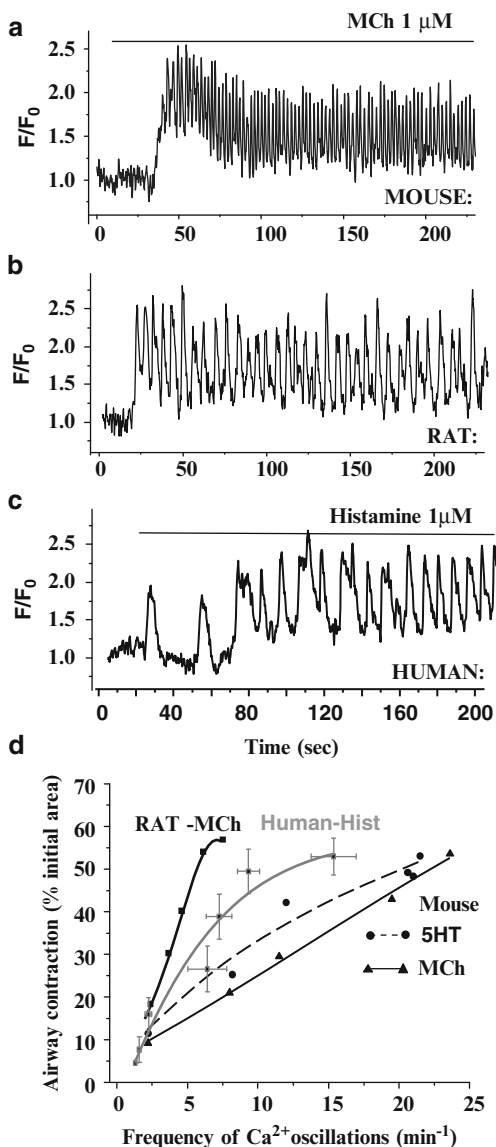 a
MCh 1 μM
F/F0
2.5
2.0
1.5
1.0
MOUSE:
0 50 100 150 200
b
F/F0
2.5
2.0
1.5
1.0
RAT:
0 50 100 150 200
c
Histamine 1μM
F/F0
2.5
2.0
1.5
1.0
HUMAN:
0 40 80 120 160 200
Time (sec)
d
Airway contraction (% initial area)
70
60
50
40
30
20
10
0
RAT -MCh
Human-Hist
Mouse
5HT
MCh
0 5 10 15 20 25
Frequency of Ca2+oscillations (min-1)